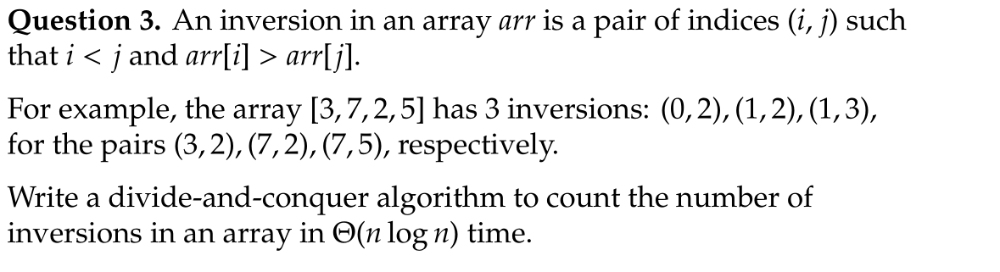 Question 3. An inversion in an array arr is a pair of indices (i, j) such
that i < j and arr[i] > arr[j].
For example, the array [3, 7, 2, 5] has 3 inversions: (0, 2), (1, 2), (1, 3),
for the pairs (3, 2), (7, 2), (7, 5), respectively.
Write a divide-and-conquer algorithm to count the number of
inversions in an array in Θ(n log n) time.